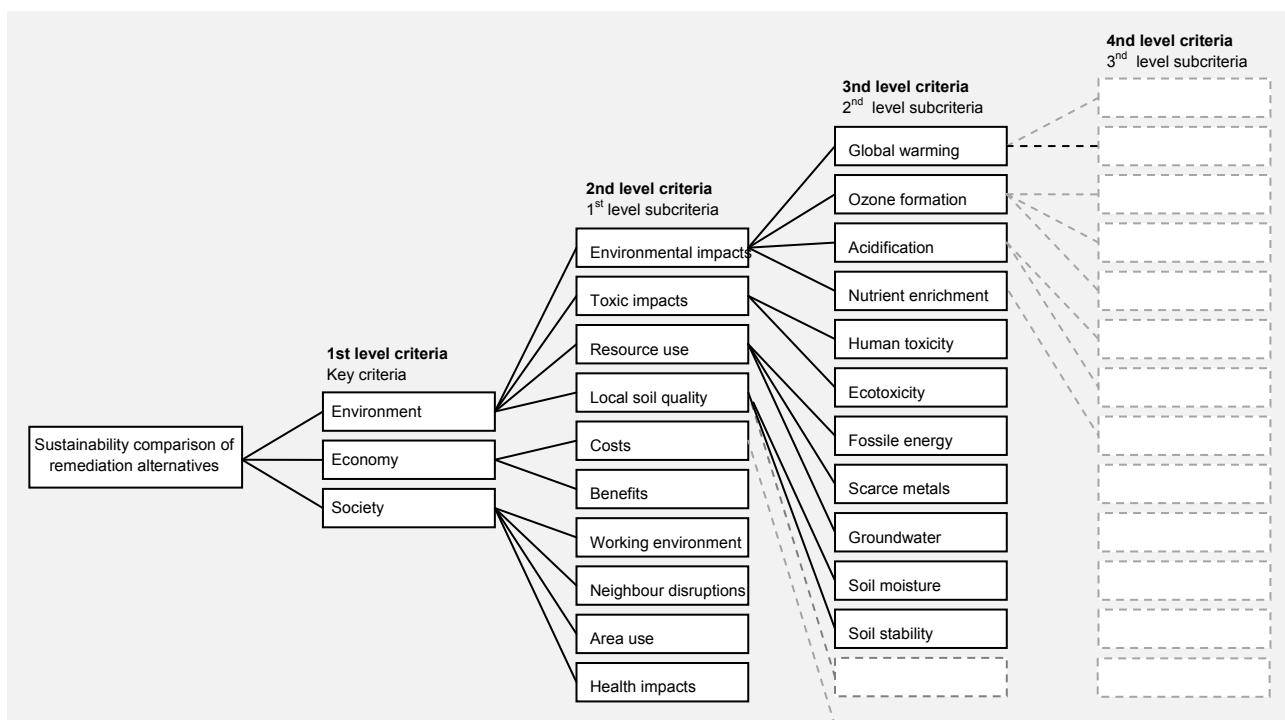 4nd level criteria
3nd level subcriteria
3nd level criteria
2nd level subcriteria
Global warming
Ozone formation
Acidification
Nutrient enrichment
Human toxicity
Ecotoxicity
Fossile energy
Scarce metals
Groundwater
Soil moisture
Soil stability
2nd level criteria
1st level subcriteria
Environmental impacts
Toxic impacts
Resource use
Local soil quality
Costs
Benefits
Working environment
Neighbour disruptions
Area use
Health impacts
1st level criteria
Key criteria
Environment
Economy
Society
Sustainability comparison of
remediation alternatives